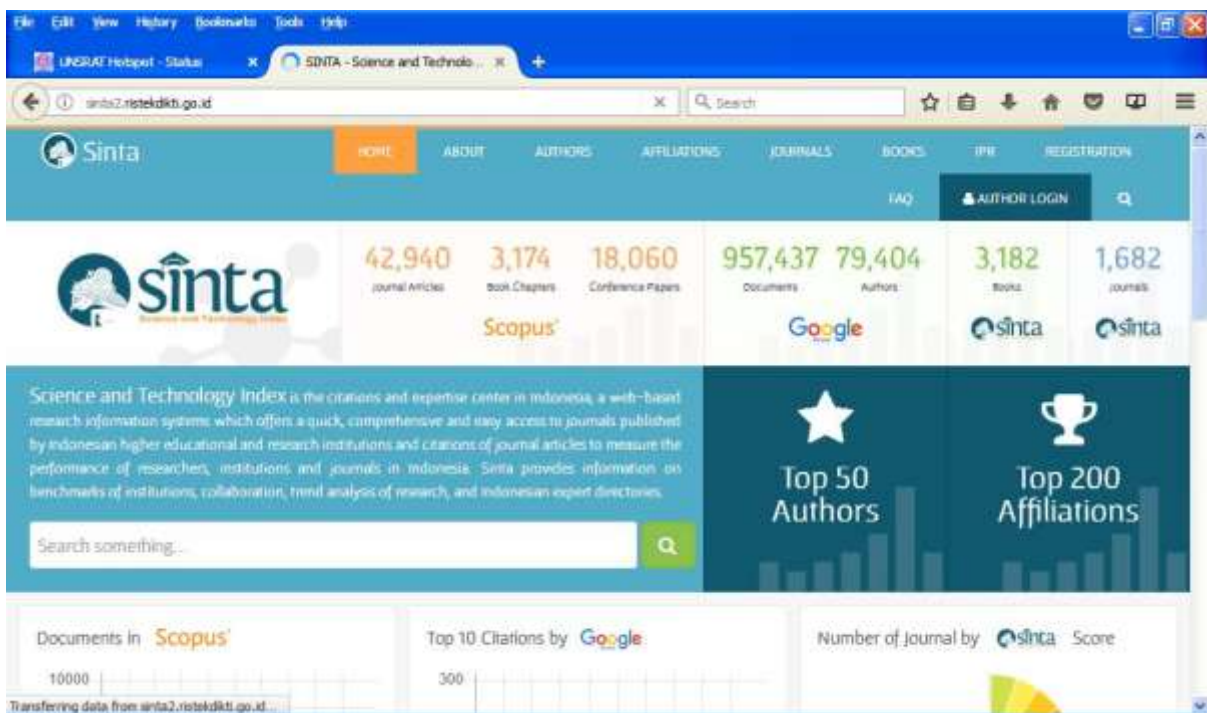 File Edit View History Bookmarks Tools Help
UNSRAT Hotspot - Status
SINTA - Science and Technolo...
sinta2.ristekdikti.go.id
Search
Sinta
HOME ABOUT AUTHORS AFFILIATIONS JOURNALS BOOKS IPR REGISTRATION
FAQ AUTHOR LOGIN
sinta
Science and Technology Index
42,940 3,174 18,060 957,437 79,404 3,182 1,682
Journal Articles Book Chapters Conference Papers Documents Authors Books Journals
Scopus Google sinta sinta
Science and Technology Index is the citations and expertise center in Indonesia, a web-based
research information systems which offers a quick, comprehensive and easy access to journals published
by Indonesian higher educational and research institutions and citations of journal articles to measure the
performance of researchers, institutions and journals in Indonesia. Sinta provides information on
benchmarks of institutions, collaboration, trend analysis of research, and Indonesian expert directories.
Top 50
Authors
Top 200
Affiliations
Search something...
Documents in Scopus
Top 10 Citations by Google
Number of Journal by sinta Score
10000
300
Transferring data from sinta2.ristekdikti.go.id...